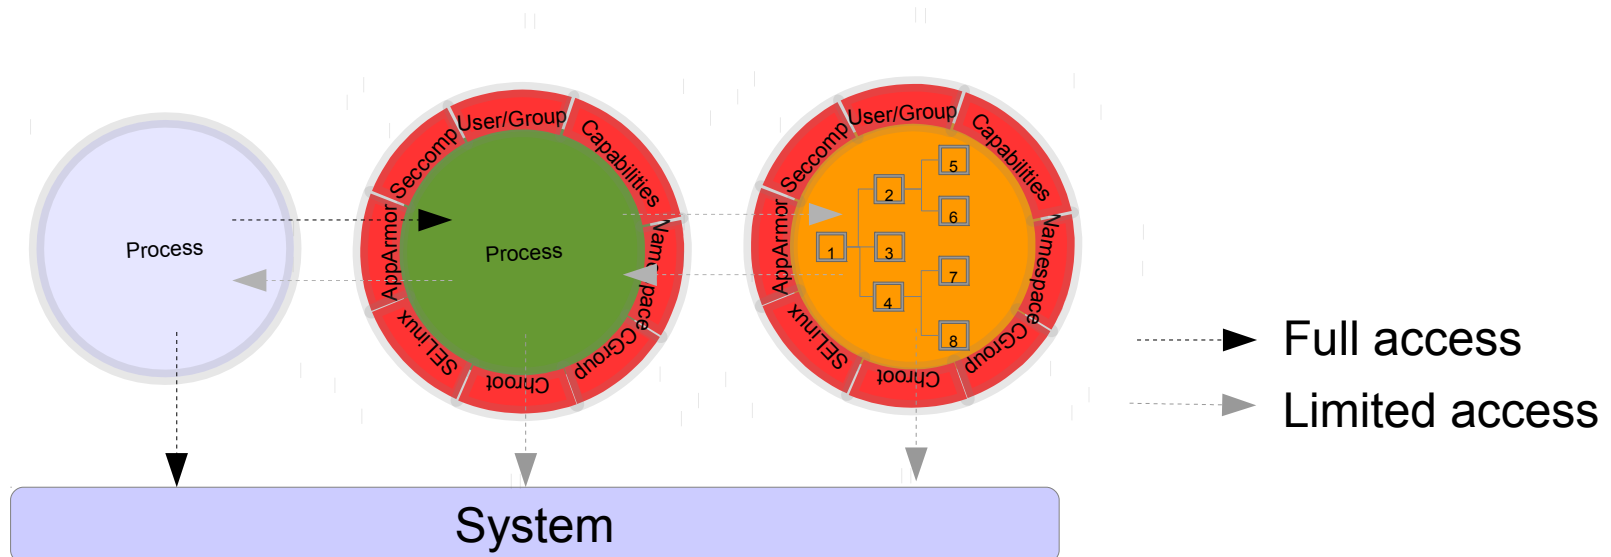 Process
User/Group
Capabilities
Namespace
CGroup
Chroot
SELinux
AppArmor
Seccomp
Process
User/Group
Capabilities
Namespace
CGroup
Chroot
SELinux
AppArmor
Seccomp
1
2
3
4
5
6
7
8
Full access
Limited access
System